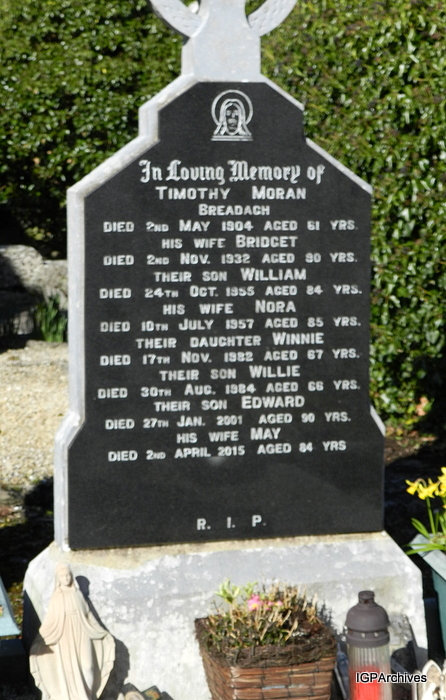 In Loving Memory of
TIMOTHY MORAN
BREADAGH
DIED 2ND MAY 1904 AGED 61 YRS.
HIS WIFE BRIDGET
DIED 2ND NOV. 1932 AGED 90 YRS.
THEIR SON WILLIAM
DIED 24TH OCT. 1955 AGED 84 YRS.
HIS WIFE NORA
DIED 10TH JULY 1957 AGED 85 YRS.
THEIR DAUGHTER WINNIE
DIED 17TH NOV. 1982 AGED 67 YRS.
THEIR SON WILLIE
DIED 30TH AUG. 1984 AGED 66 YRS.
THEIR SON EDWARD
DIED 27TH JAN. 2001 AGED 90 YRS.
HIS WIFE MAY
DIED 2ND APRIL 2015 AGED 84 YRS
R. I. P.
IGPArchives